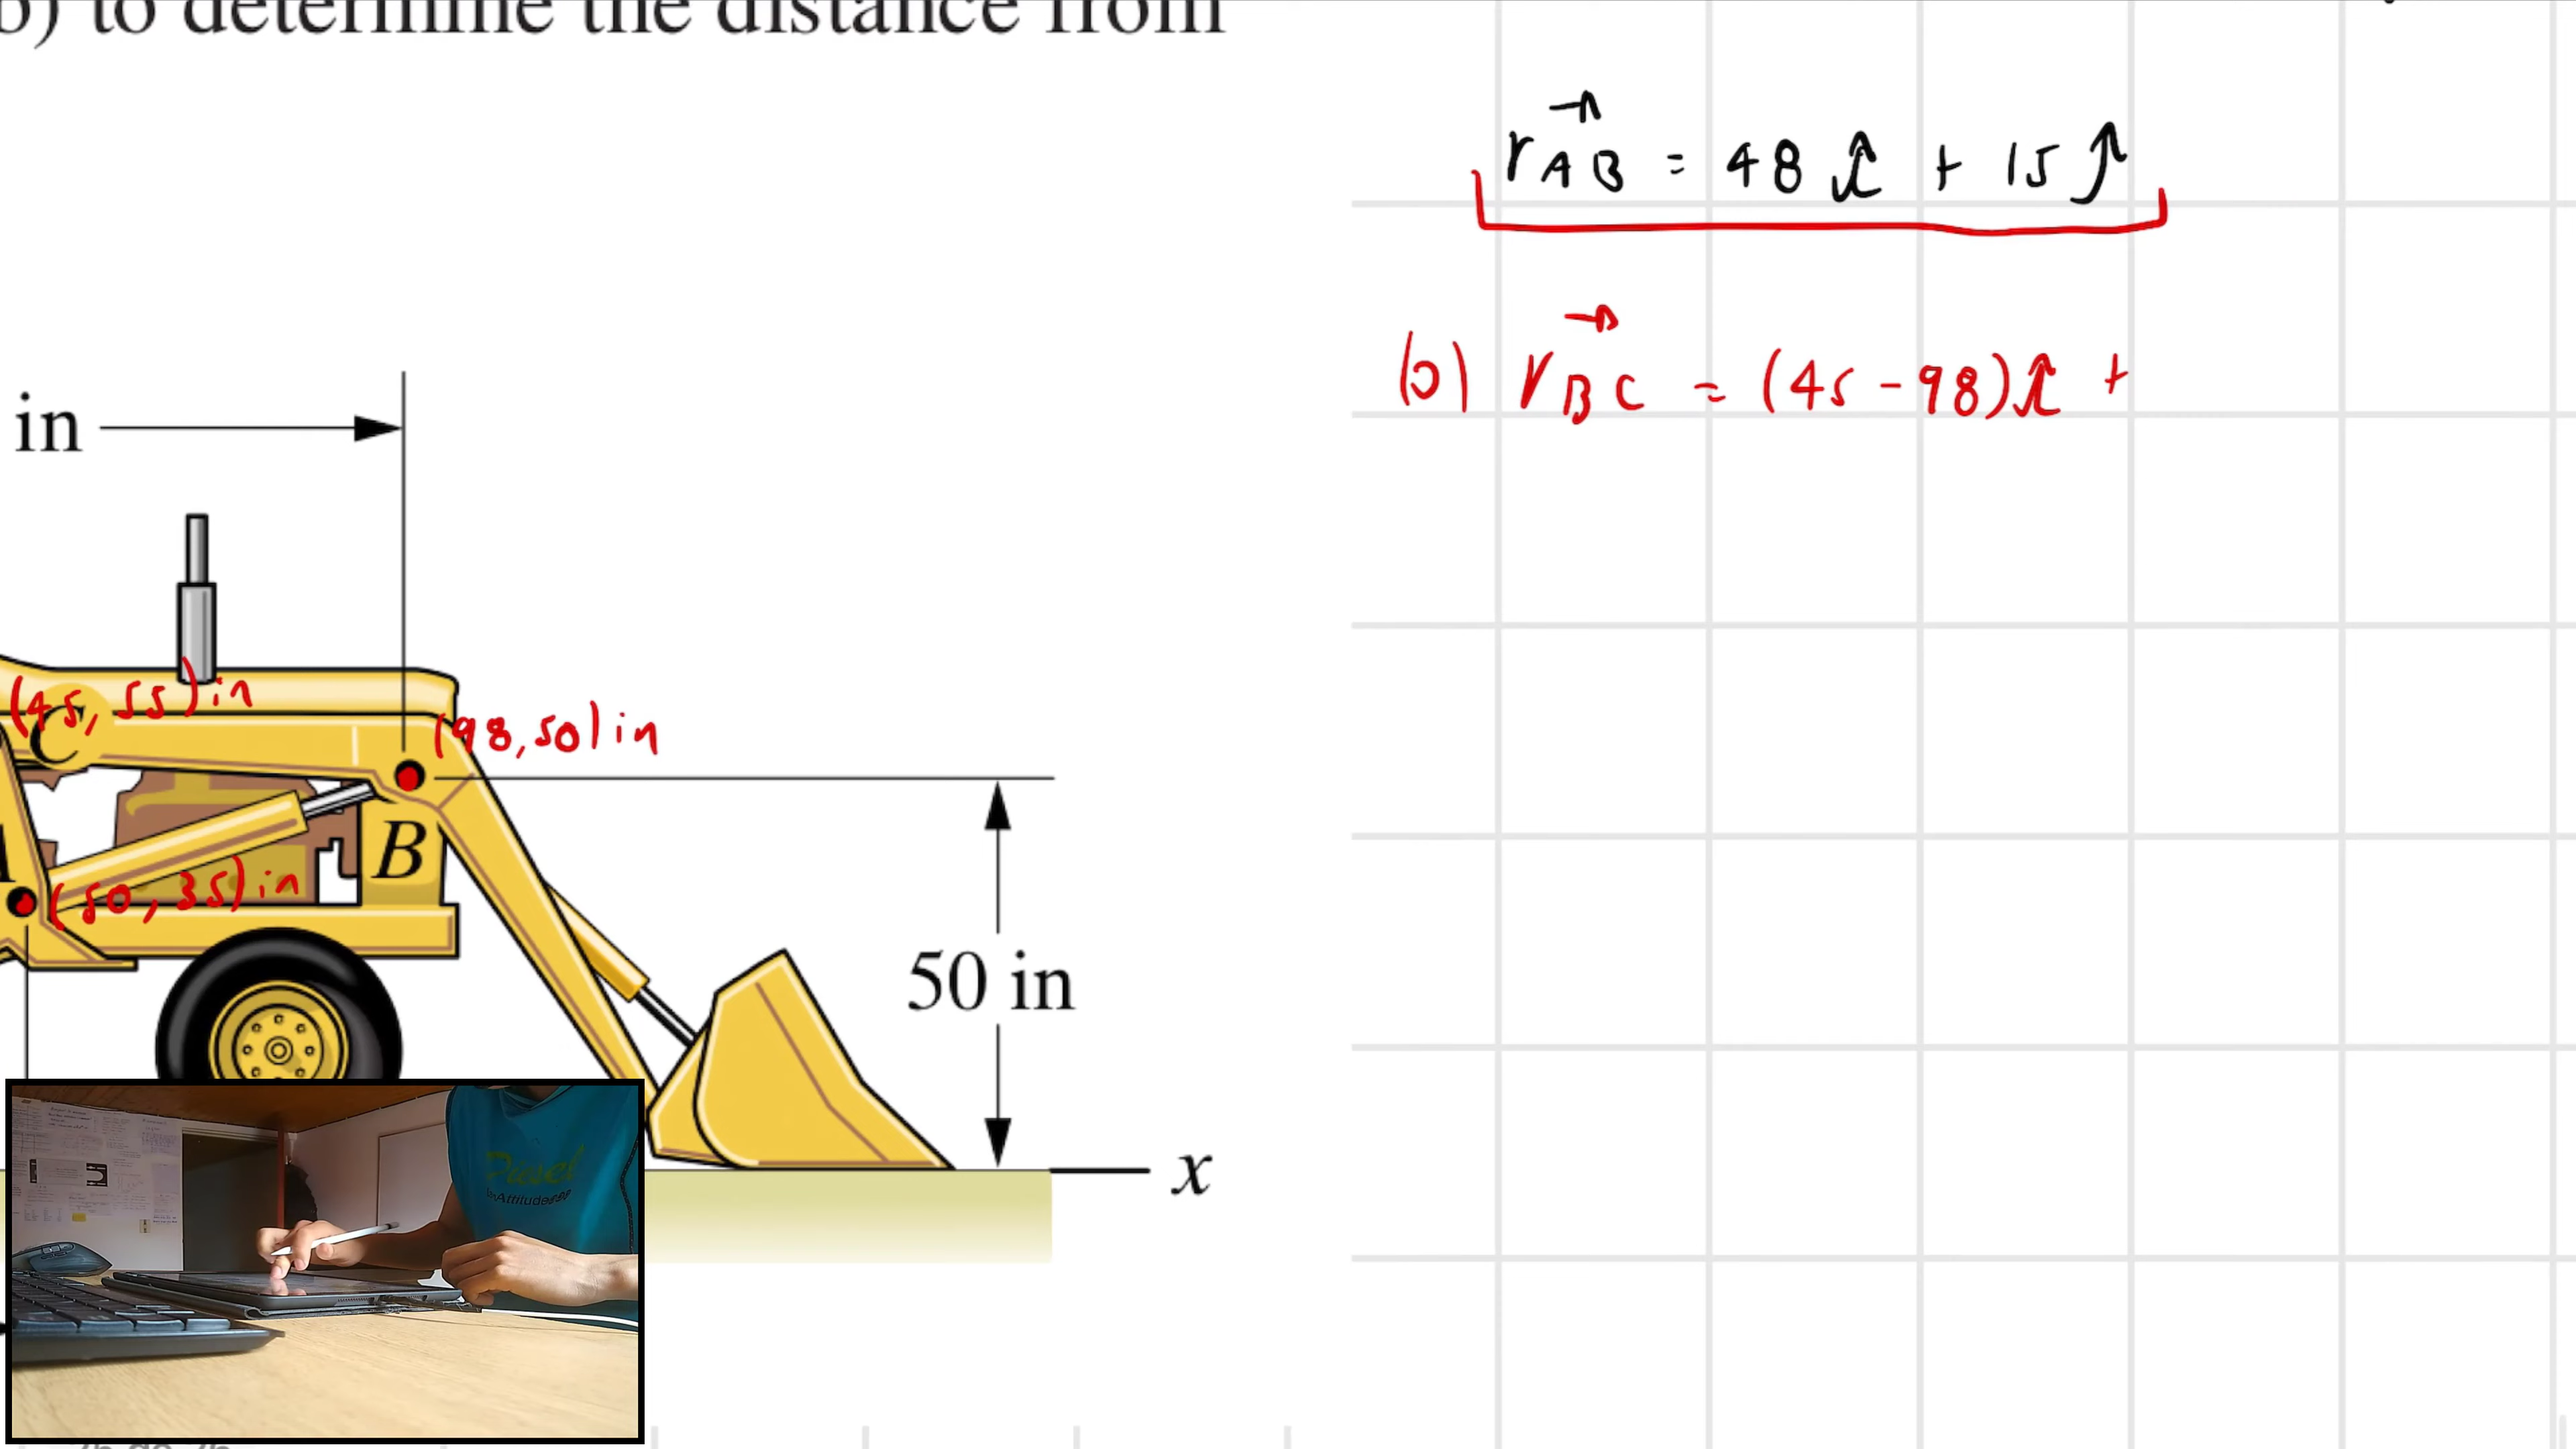 b) to determine the distance from
r⃗AB = 48 î + 15 ĵ
(b) r⃗BC = (45 - 98) î +
in
(45, 55) in
C
(98, 50) in
B
(50, 35) in
50 in
x
Diesel